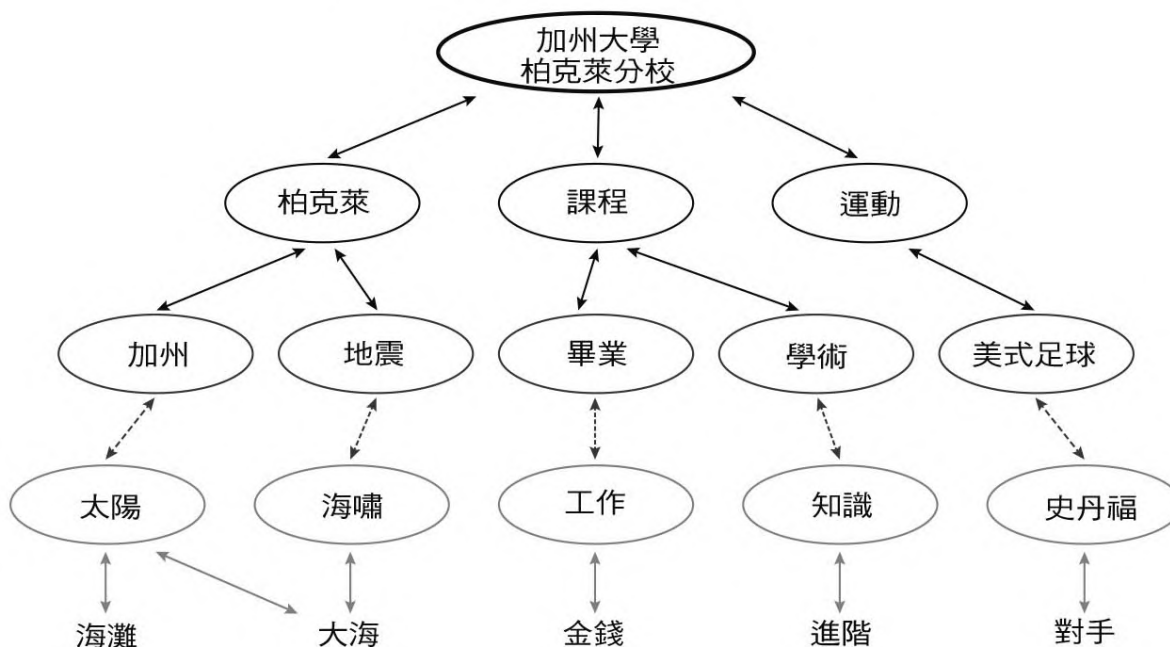 加州大學
柏克萊分校
柏克萊
課程
運動
加州
地震
畢業
學術
美式足球
太陽
海嘯
工作
知識
史丹福
海灘
大海
金錢
進階
對手